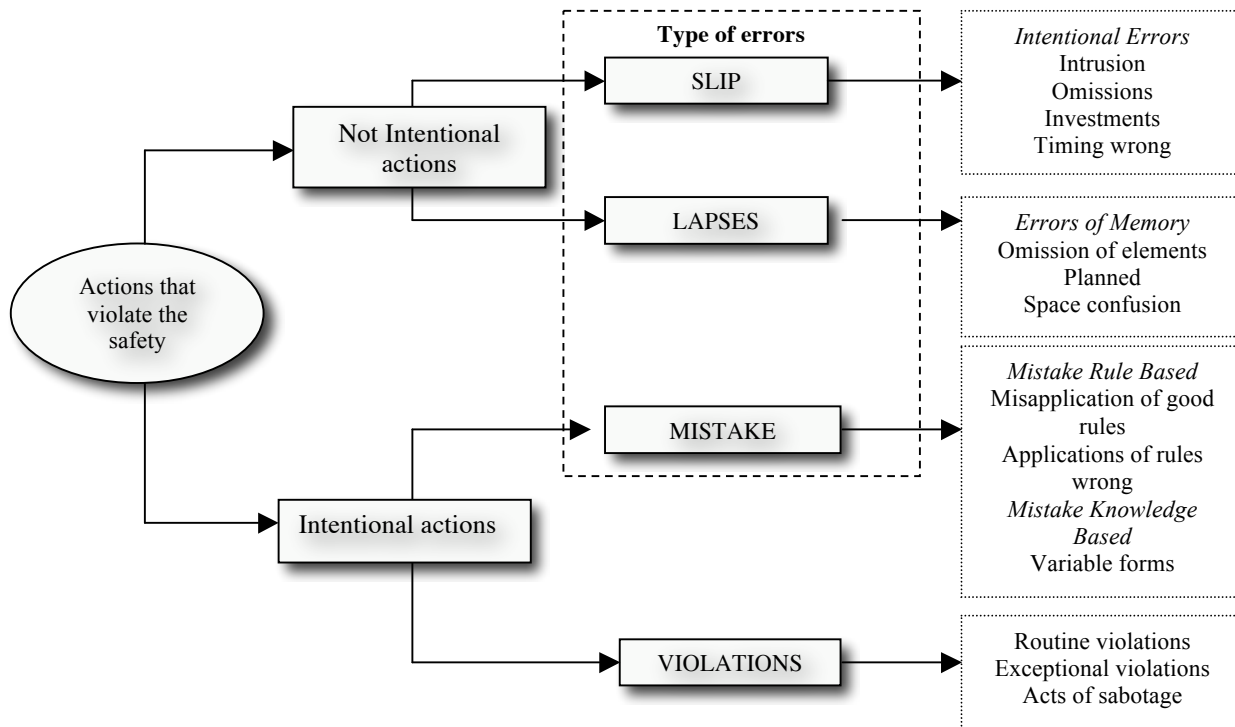 Type of errors
SLIP
Intentional Errors
Intrusion
Omissions
Investments
Timing wrong
Not Intentional
actions
LAPSES
Errors of Memory
Omission of elements
Planned
Space confusion
Actions that
violate the
safety
MISTAKE
Mistake Rule Based
Misapplication of good
rules
Applications of rules
wrong
Mistake Knowledge
Based
Variable forms
Intentional actions
VIOLATIONS
Routine violations
Exceptional violations
Acts of sabotage